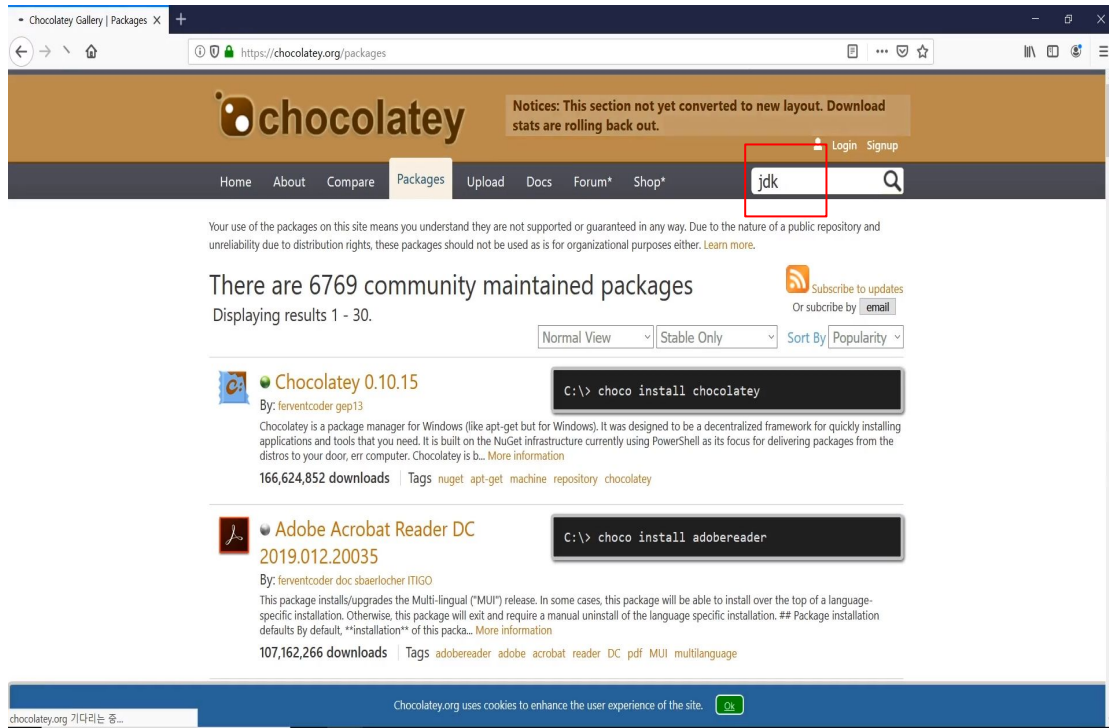 Chocolatey Gallery | Packages
https://chocolatey.org/packages
chocolatey
Notices: This section not yet converted to new layout. Download
stats are rolling back out.
Login Signup
Home About Compare Packages Upload Docs Forum* Shop*
jdk
Your use of the packages on this site means you understand they are not supported or guaranteed in any way. Due to the nature of a public repository and
unreliability due to distribution rights, these packages should not be used as is for organizational purposes either. Learn more.
There are 6769 community maintained packages
Subscribe to updates
Displaying results 1 - 30.
Or subcribe by email
Normal View Stable Only Sort By Popularity
Chocolatey 0.10.15
C:\> choco install chocolatey
By: ferventcoder gep13
Chocolatey is a package manager for Windows (like apt-get but for Windows). It was designed to be a decentralized framework for quickly installing
applications and tools that you need. It is built on the NuGet infrastructure currently using PowerShell as its focus for delivering packages from the
distros to your door, err computer. Chocolatey is b... More information
166,624,852 downloads Tags nuget apt-get machine repository chocolatey
Adobe Acrobat Reader DC
2019.012.20035
C:\> choco install adobereader
By: ferventcoder doc sbaerlocher ITIGO
This package installs/upgrades the Multi-lingual ("MUI") release. In some cases, this package will be able to install over the top of a language-
specific installation. Otherwise, this package will exit and require a manual uninstall of the language specific installation. ## Package installation
defaults By default, **installation** of this packa... More information
107,162,266 downloads Tags adobereader adobe acrobat reader DC pdf MUI multilanguage
Chocolatey.org uses cookies to enhance the user experience of the site. Ok
chocolatey.org 기다리는 중...